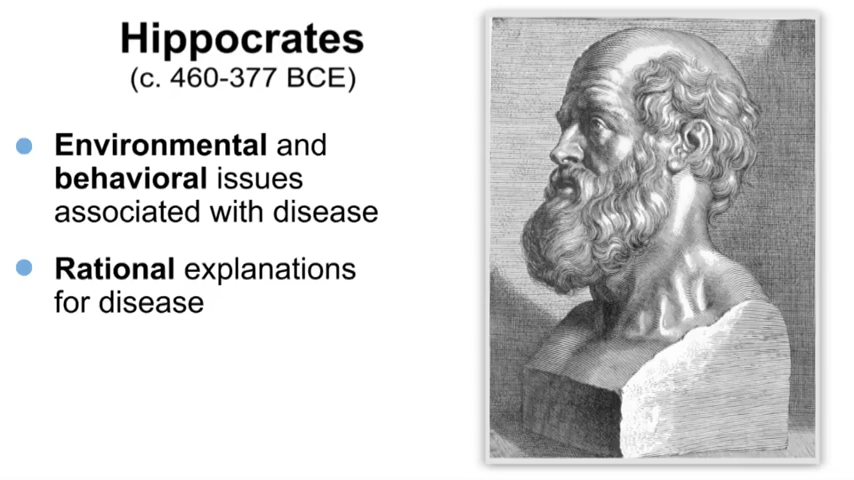 Hippocrates
(c. 460-377 BCE)
Environmental and
behavioral issues
associated with disease
Rational explanations
for disease